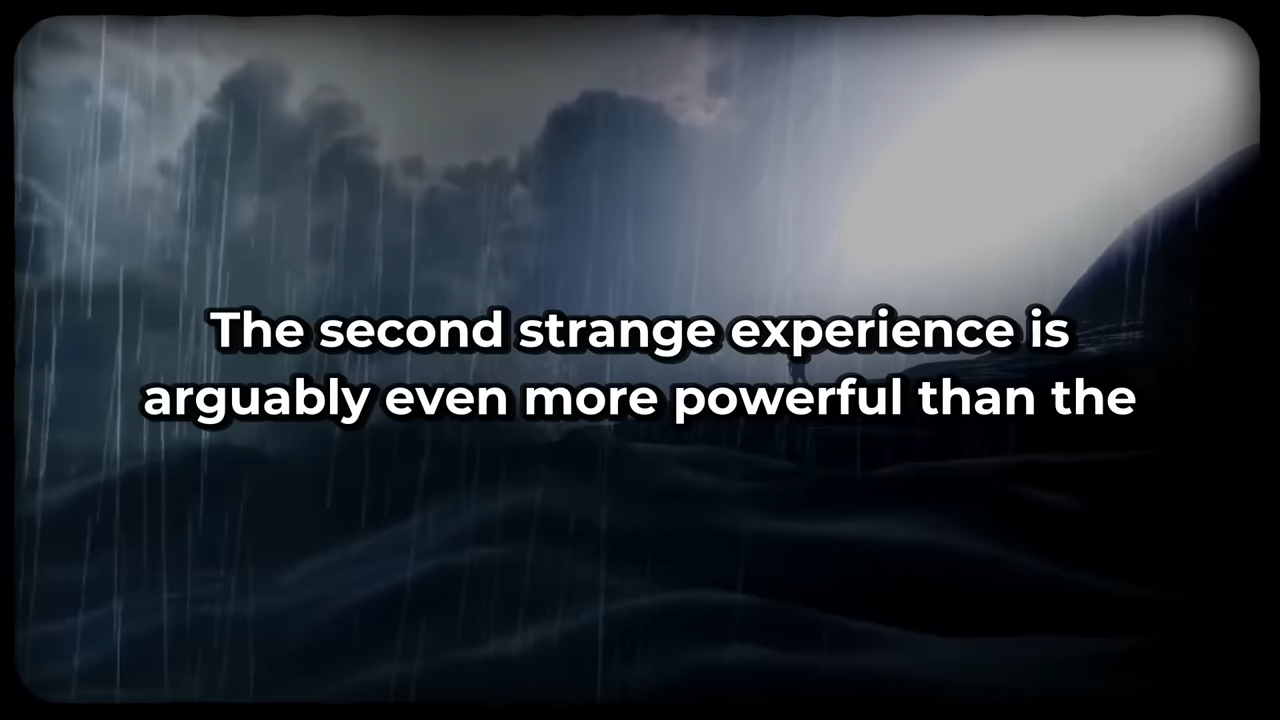 The second strange experience is
arguably even more powerful than the